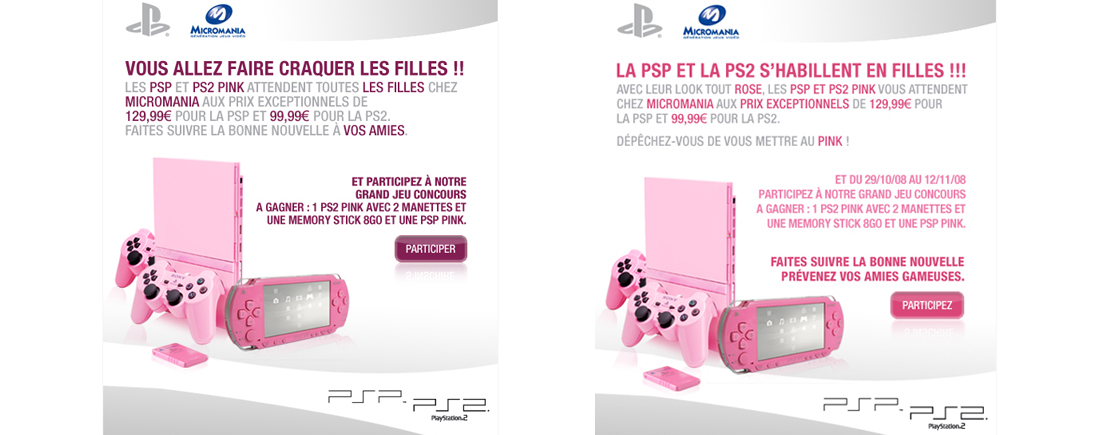 MICROMANIA
GÉNÉRATION JEUX VIDÉO
VOUS ALLEZ FAIRE CRAQUER LES FILLES !!
LES PSP ET PS2 PINK ATTENDENT TOUTES LES FILLES CHEZ
MICROMANIA AUX PRIX EXCEPTIONNELS DE
129,99€ POUR LA PSP ET 99,99€ POUR LA PS2.
FAITES SUIVRE LA BONNE NOUVELLE À VOS AMIES.
ET PARTICIPEZ À NOTRE
GRAND JEU CONCOURS
A GAGNER : 1 PS2 PINK AVEC 2 MANETTES ET
UNE MEMORY STICK 8GO ET UNE PSP PINK.
PARTICIPER
PSP
PS2
PlayStation.2
MICROMANIA
GÉNÉRATION JEUX VIDÉO
LA PSP ET LA PS2 S'HABILLENT EN FILLES !!!
AVEC LEUR LOOK TOUT ROSE, LES PSP ET PS2 PINK VOUS ATTENDENT
CHEZ MICROMANIA AUX PRIX EXCEPTIONNELS DE 129,99€ POUR
LA PSP ET 99,99€ POUR LA PS2.
DÉPÊCHEZ-VOUS DE VOUS METTRE AU PINK !
ET DU 29/10/08 AU 12/11/08
PARTICIPEZ À NOTRE GRAND JEU CONCOURS
A GAGNER : 1 PS2 PINK AVEC 2 MANETTES ET
UNE MEMORY STICK 8GO ET UNE PSP PINK.
FAITES SUIVRE LA BONNE NOUVELLE
PRÉVENEZ VOS AMIES GAMEUSES.
PARTICIPEZ
PSP
PS2
PlayStation.2